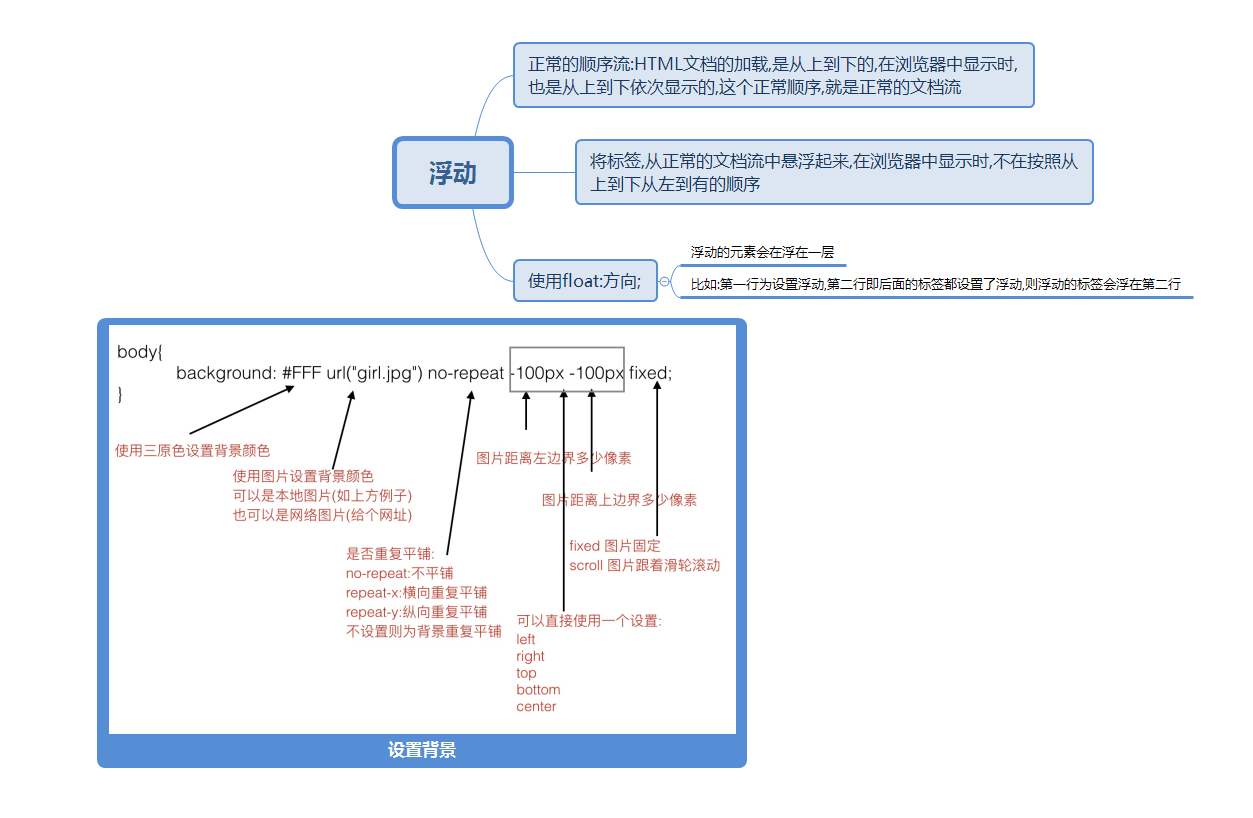 正常的顺序流:HTML文档的加载,是从上到下的,在浏览器中显示时,
也是从上到下依次显示的,这个正常顺序,就是正常的文档流
浮动
将标签,从正常的文档流中悬浮起来,在浏览器中显示时,不在按照从
上到下从左到有的顺序
使用float:方向;
浮动的元素会在浮在一层
比如:第一行为设置浮动,第二行即后面的标签都设置了浮动,则浮动的标签会浮在第二行
body{
background: #FFF url("girl.jpg") no-repeat -100px -100px fixed;
}
使用三原色设置背景颜色
使用图片设置背景颜色
可以是本地图片(如上方例子)
也可以是网络图片(给个网址)
图片距离左边界多少像素
图片距离上边界多少像素
是否重复平铺:
no-repeat:不平铺
repeat-x:横向重复平铺
repeat-y:纵向重复平铺
不设置则为背景重复平铺
fixed 图片固定
scroll 图片跟着滑轮滚动
可以直接使用一个设置:
left
right
top
bottom
center
设置背景